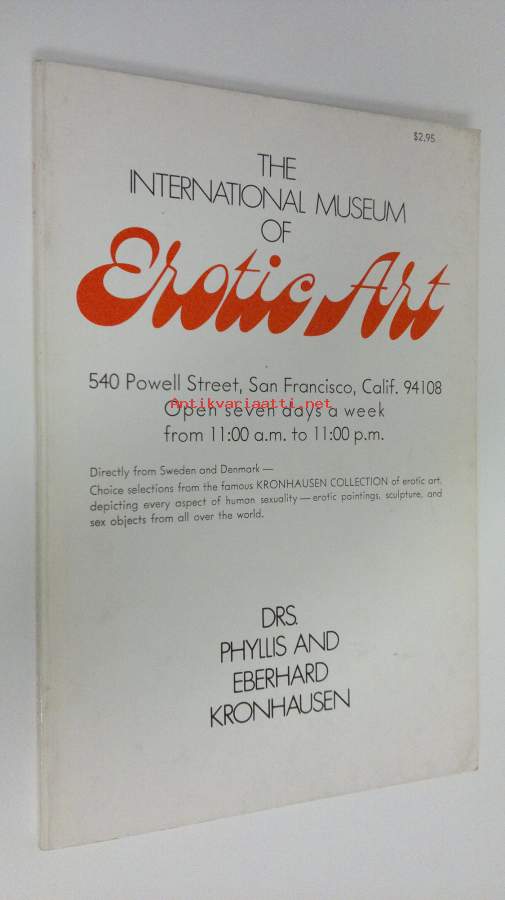 $2.95
THE
INTERNATIONAL MUSEUM
OF
Erotic Art
540 Powell Street, San Francisco, Calif. 94108
Antikvariaatti.net
Open seven days a week
from 11:00 a.m. to 11:00 p.m.
Directly from Sweden and Denmark —
Choice selections from the famous KRONHAUSEN COLLECTION of erotic art,
depicting every aspect of human sexuality — erotic paintings, sculpture, and
sex objects from all over the world.
DRS.
PHYLLIS AND
EBERHARD
KRONHAUSEN